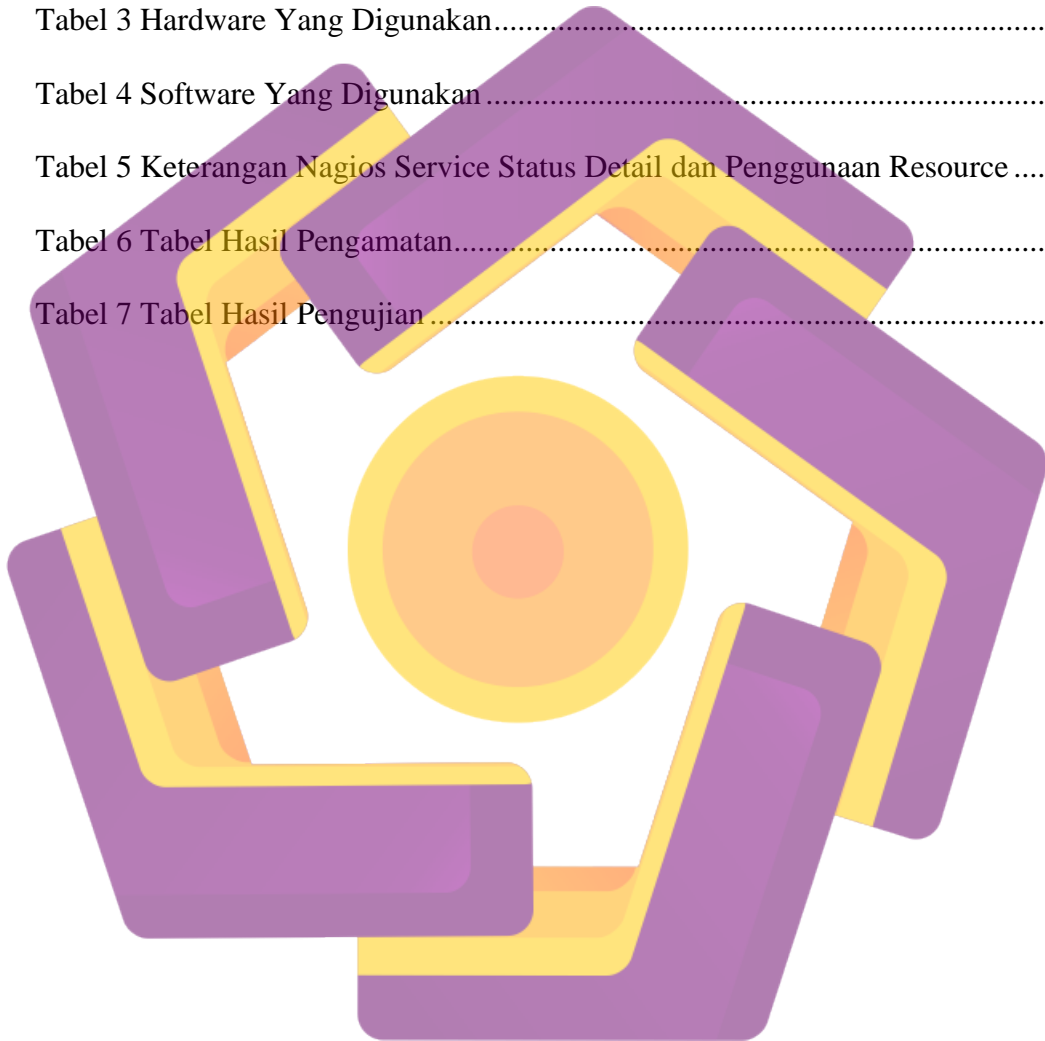 Tabel 3 Hardware Yang Digunakan........................................................................
Tabel 4 Software Yang Digunakan.........................................................................
Tabel 5 Keterangan Nagios Service Status Detail dan Penggunaan Resource....
Tabel 6 Tabel Hasil Pengamatan............................................................................
Tabel 7 Tabel Hasil Pengujian...............................................................................